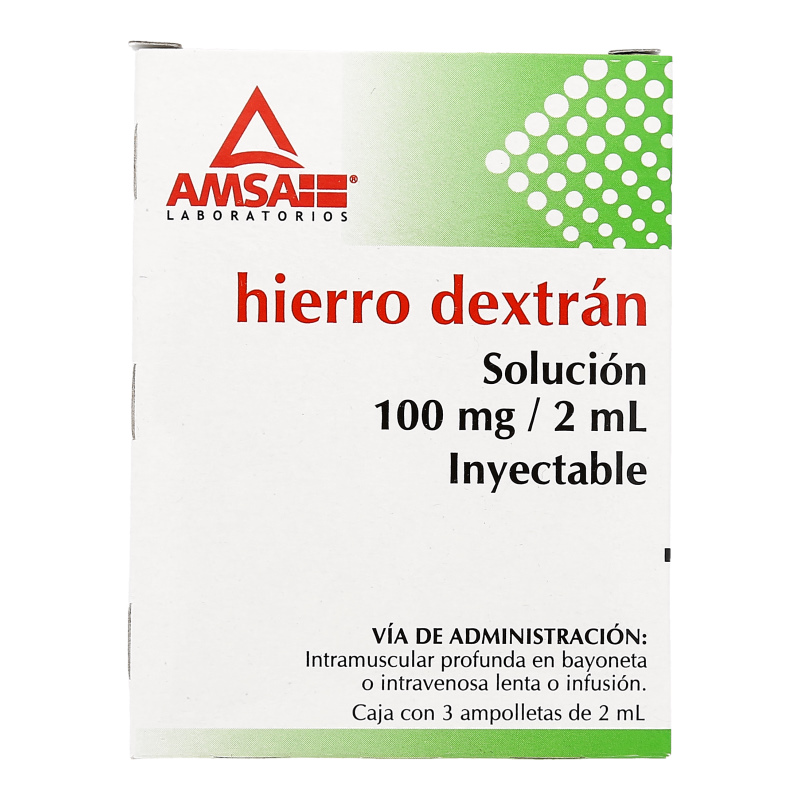 AMSA®
LABORATORIOS
hierro dextrán
Solución
100 mg / 2 mL
Inyectable
VÍA DE ADMINISTRACIÓN:
Intramuscular profunda en bayoneta
o intravenosa lenta o infusión.
Caja con 3 ampolletas de 2 mL